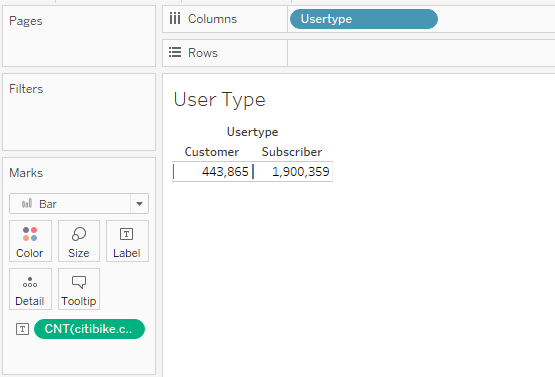 Pages
Columns
Usertype
Rows
Filters
User Type
Usertype
Customer Subscriber
443,865 1,900,359
Marks
Bar
Color Size Label
Detail Tooltip
CNT(citibike.c..